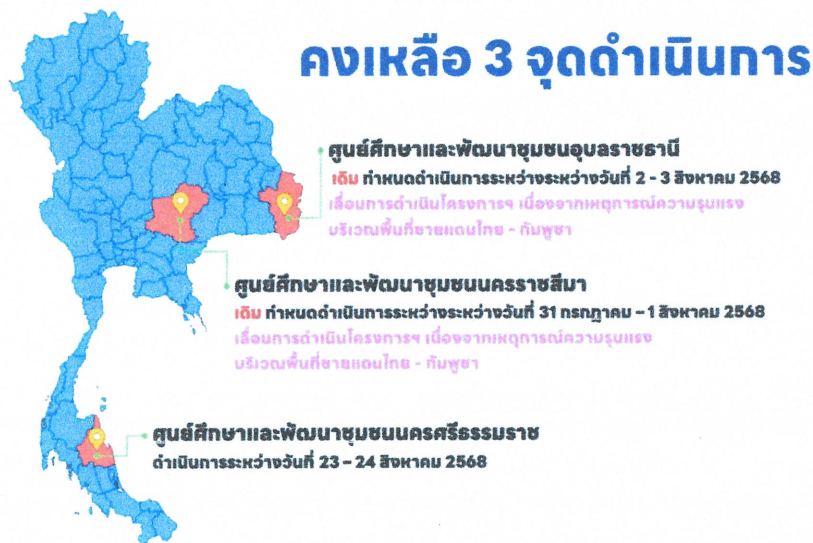 คงเหลือ 3 จุดดำเนินการ
ศูนย์ศึกษาและพัฒนาชุมชนอุบลราชธานี
เดิม กำหนดดำเนินการระหว่างระหว่างวันที่ 2 - 3 สิงหาคม 2568
เลื่อนการดำเนินโครงการฯ เนื่องจากเหตุการณ์ความรุนแรง
บริเวณพื้นที่ชายแดนไทย - กัมพูชา
ศูนย์ศึกษาและพัฒนาชุมชนนครราชสีมา
เดิม กำหนดดำเนินการระหว่างระหว่างวันที่ 31 กรกฎาคม – 1 สิงหาคม 2568
เลื่อนการดำเนินโครงการฯ เนื่องจากเหตุการณ์ความรุนแรง
บริเวณพื้นที่ชายแดนไทย - กัมพูชา
ศูนย์ศึกษาและพัฒนาชุมชนนครศรีธรรมราช
ดำเนินการระหว่างวันที่ 23 – 24 สิงหาคม 2568